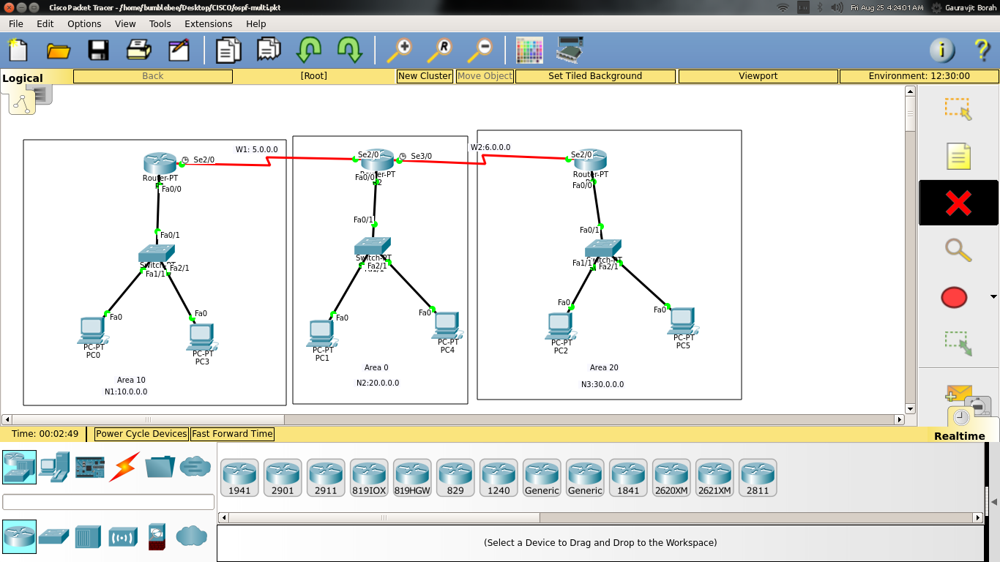 Cisco Packet Tracer - /home/bumblebee/Desktop/CISCO/ospf-multi.pkt
Fri Aug 25 4:24:01 AM Gauravjit Borah
File Edit Options View Tools Extensions Help
Logical Back [Root] New Cluster Move Object Set Tiled Background Viewport Environment: 12:30:00
W1: 5.0.0.0
W2:6.0.0.0
Se2/0
Se2/0
Se3/0
Se2/0
Router-PT
Fa0/0
Fa0/0
Router-PT
Fa0/0
Fa0/1
Fa0/1
Fa0/1
Switch-PT
Fa1/1
Fa2/1
Switch-PT
Fa2/1
Fa1/1
Fa2/1
Fa0
Fa0
Fa0
Fa0
Fa0
Fa0
PC-PT
PC0
PC-PT
PC3
PC-PT
PC1
PC-PT
PC4
PC-PT
PC2
PC-PT
PC5
Area 10
N1:10.0.0.0
Area 0
N2:20.0.0.0
Area 20
N3:30.0.0.0
Time: 00:02:49 Power Cycle Devices Fast Forward Time Realtime
1941 2901 2911 819IOX 819HGW 829 1240 Generic Generic 1841 2620XM 2621XM 2811
(Select a Device to Drag and Drop to the Workspace)